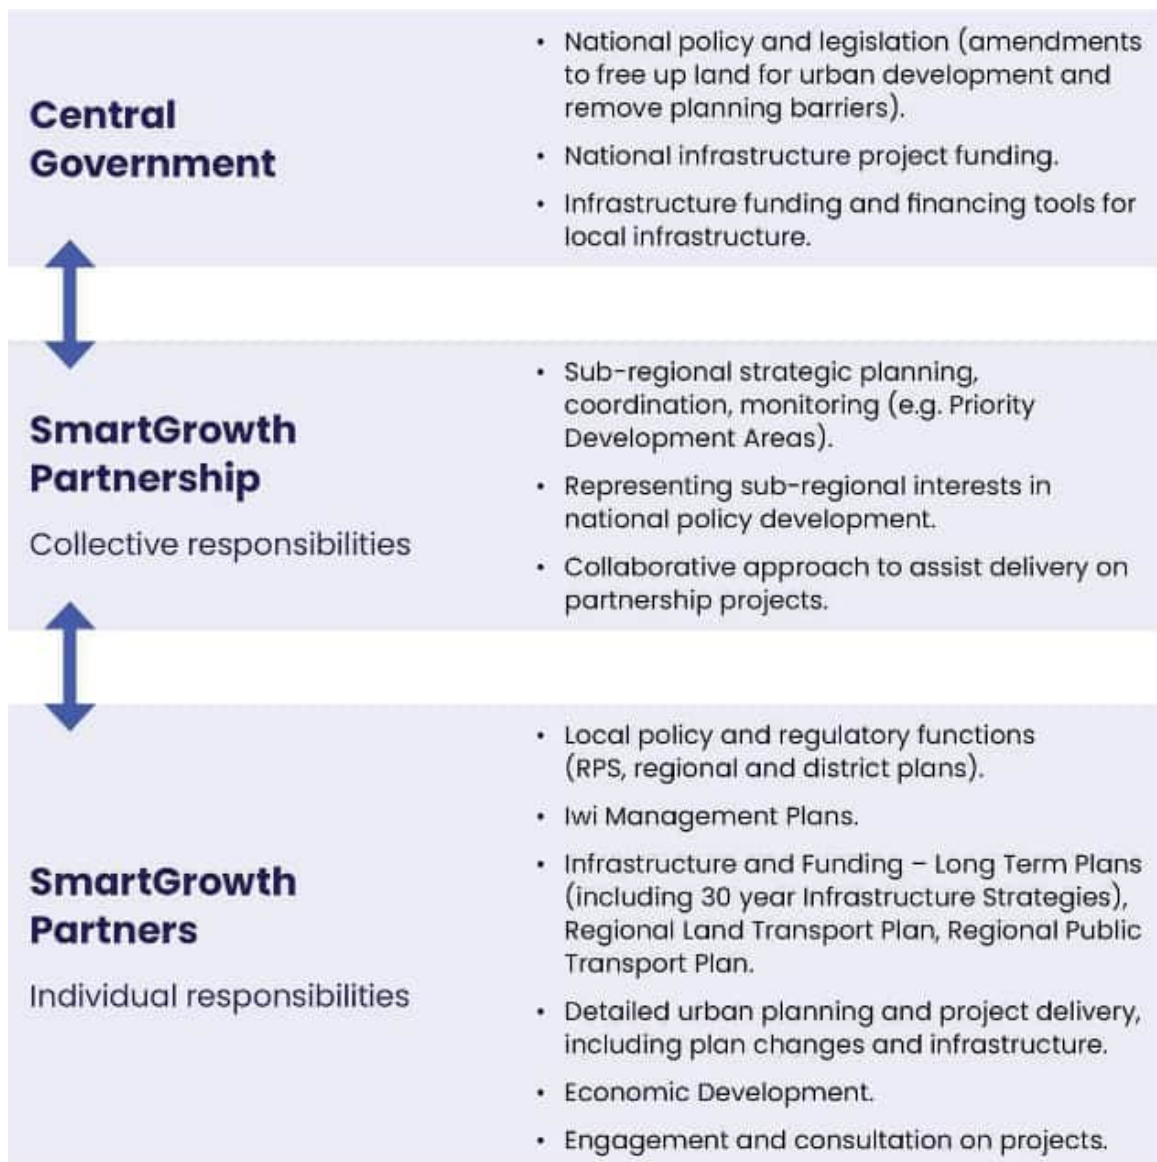 Central
Government
• National policy and legislation (amendments
to free up land for urban development and
remove planning barriers).
• National infrastructure project funding.
• Infrastructure funding and financing tools for
local infrastructure.
SmartGrowth
Partnership
Collective responsibilities
• Sub-regional strategic planning,
coordination, monitoring (e.g. Priority
Development Areas).
• Representing sub-regional interests in
national policy development.
• Collaborative approach to assist delivery on
partnership projects.
SmartGrowth
Partners
Individual responsibilities
• Local policy and regulatory functions
(RPS, regional and district plans).
• Iwi Management Plans.
• Infrastructure and Funding – Long Term Plans
(including 30 year Infrastructure Strategies),
Regional Land Transport Plan, Regional Public
Transport Plan.
• Detailed urban planning and project delivery,
including plan changes and infrastructure.
• Economic Development.
• Engagement and consultation on projects.